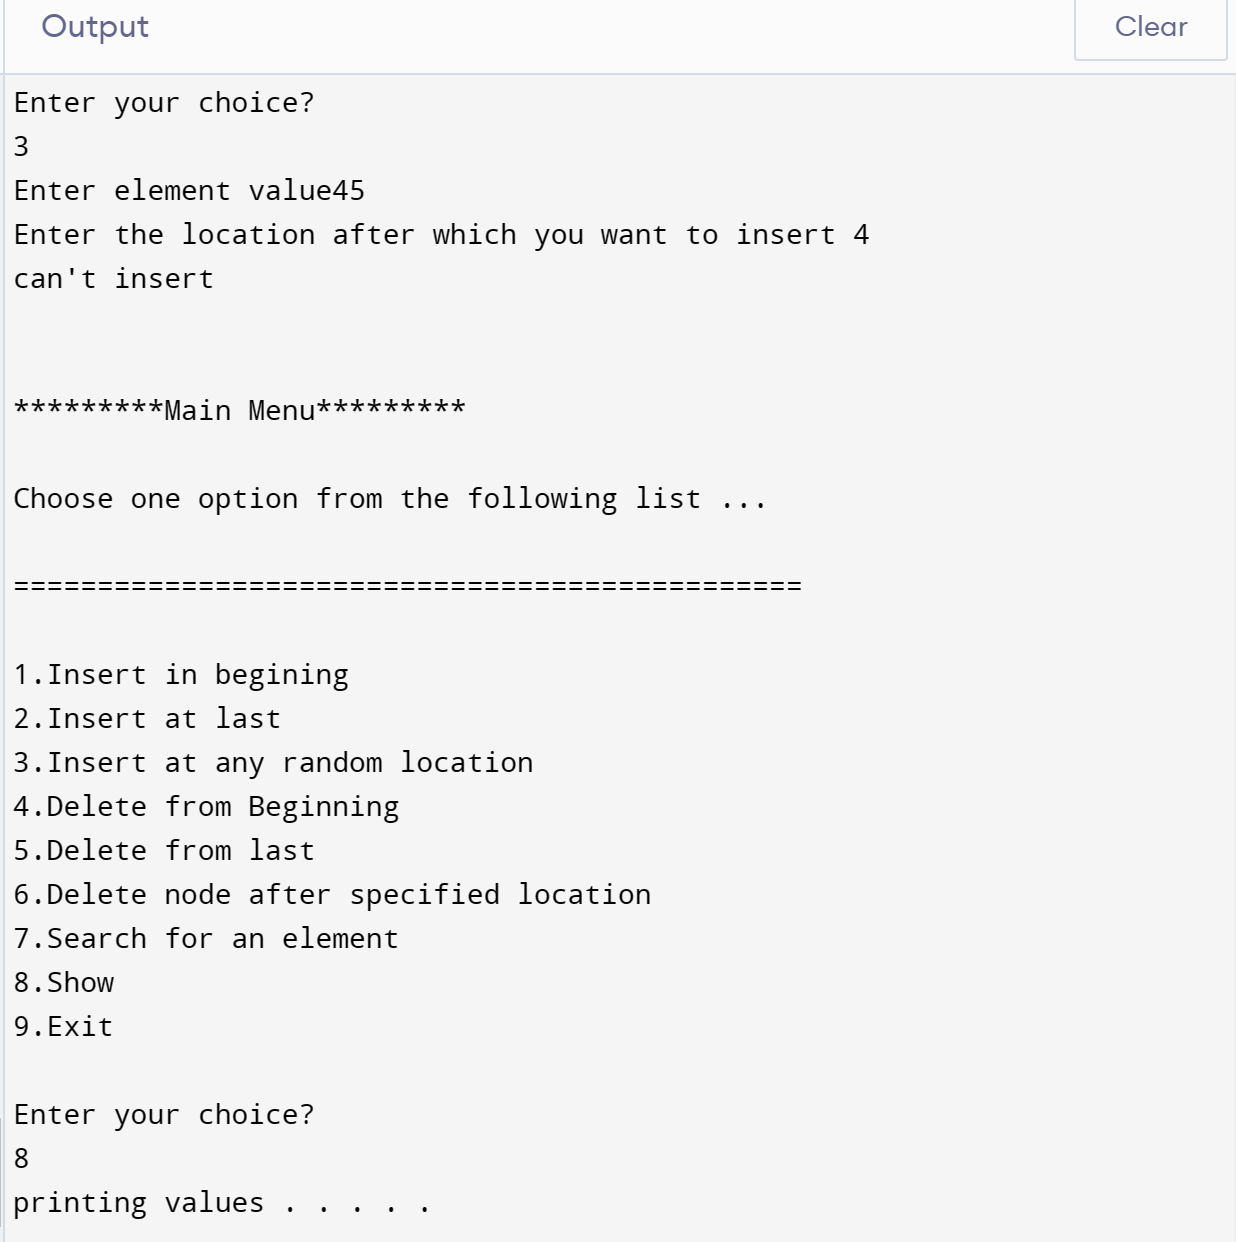 Output
Clear
Enter your choice?
3
Enter element value45
Enter the location after which you want to insert 4
can't insert
*********Main Menu*********
Choose one option from the following list ...
===============================================
1.Insert in begining
2.Insert at last
3.Insert at any random location
4.Delete from Beginning
5.Delete from last
6.Delete node after specified location
7.Search for an element
8.Show
9.Exit
Enter your choice?
8
printing values . . . . .